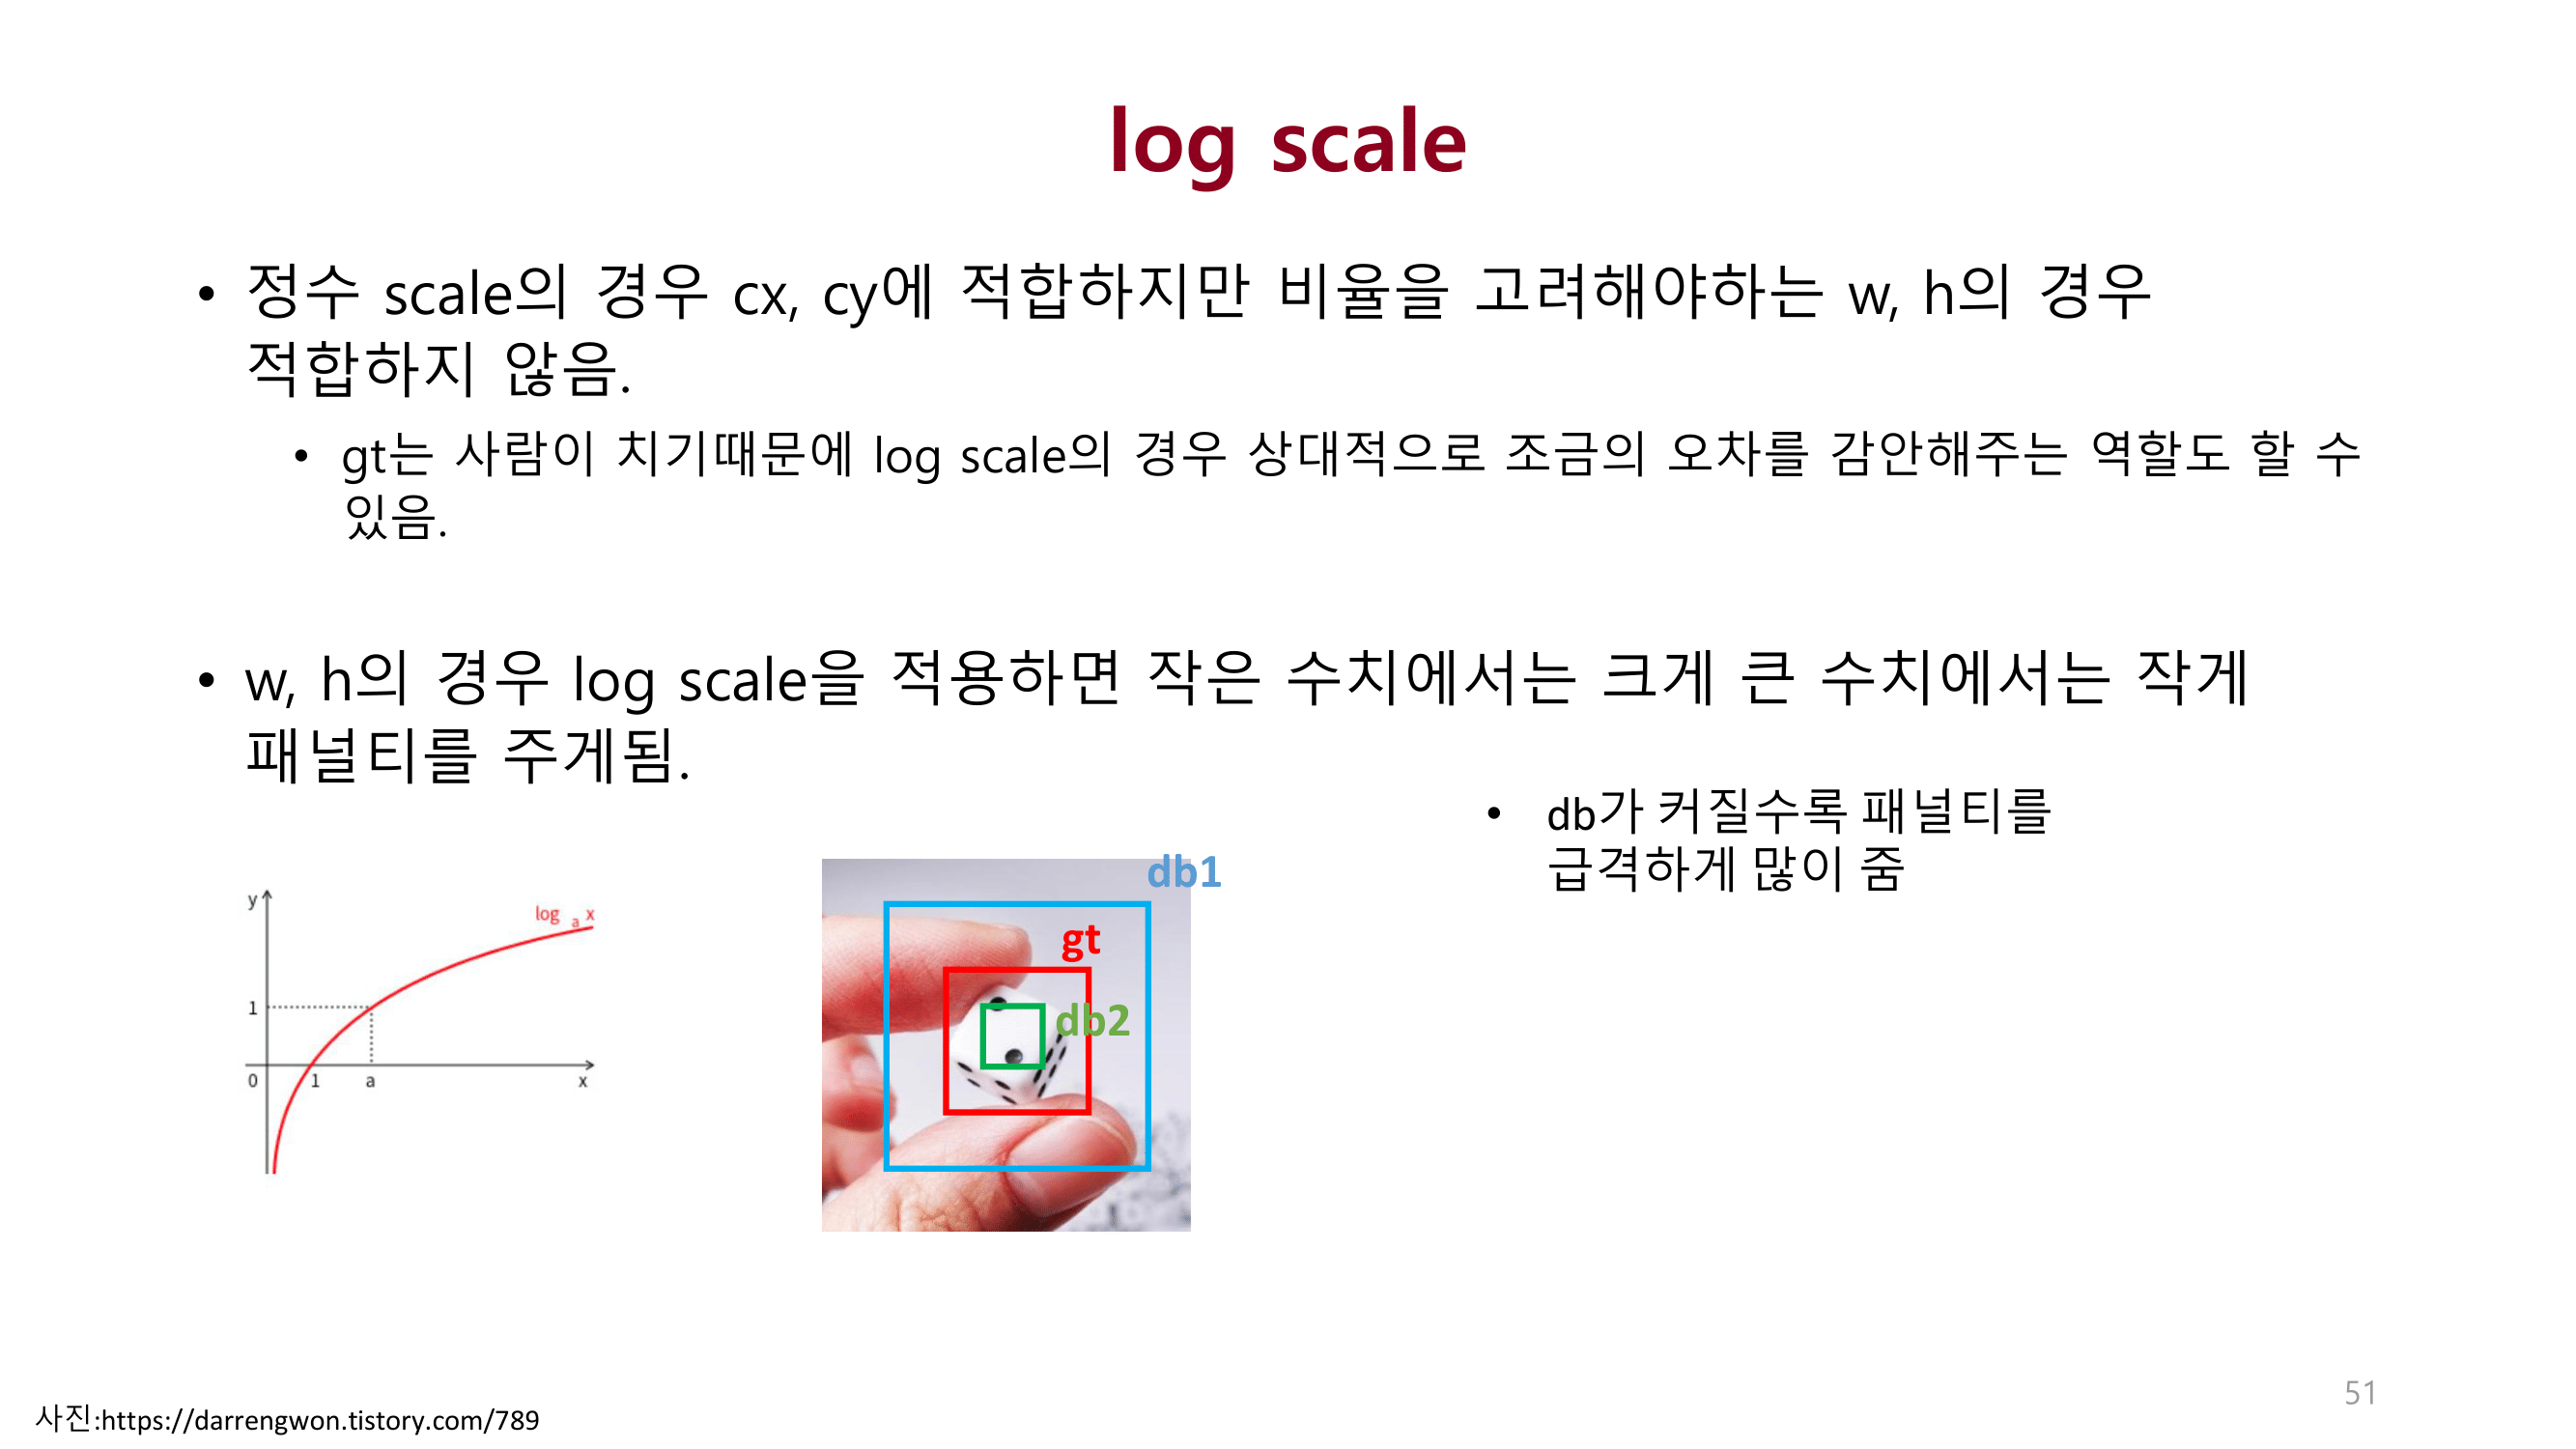 log scale
• 정수 scale의 경우 cx, cy에 적합하지만 비율을 고려해야하는 w, h의 경우
적합하지 않음.
• gt는 사람이 치기때문에 log scale의 경우 상대적으로 조금의 오차를 감안해주는 역할도 할 수
있음.
• w, h의 경우 log scale을 적용하면 작은 수치에서는 크게 큰 수치에서는 작게
패널티를 주게됨.
• db가 커질수록 패널티를
급격하게 많이 줌
y
log a x
1
0 1 a x
db1
gt
db2
사진:https://darrengwon.tistory.com/789
51